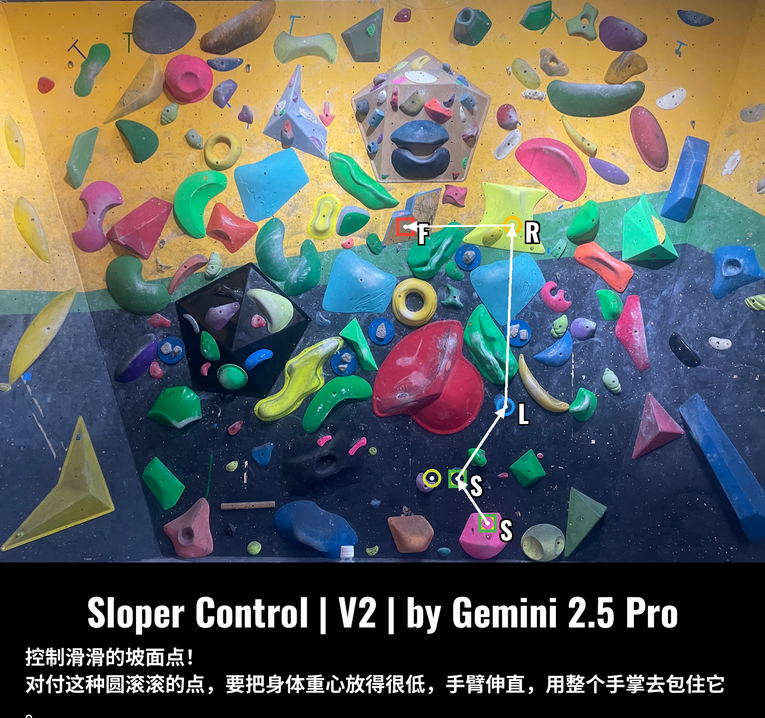 F
R
L
S
S
Sloper Control | V2 | by Gemini 2.5 Pro
控制滑滑的坡面点！
对付这种圆滚滚的点，要把身体重心放得很低，手臂伸直，用整个手掌去包住它
。